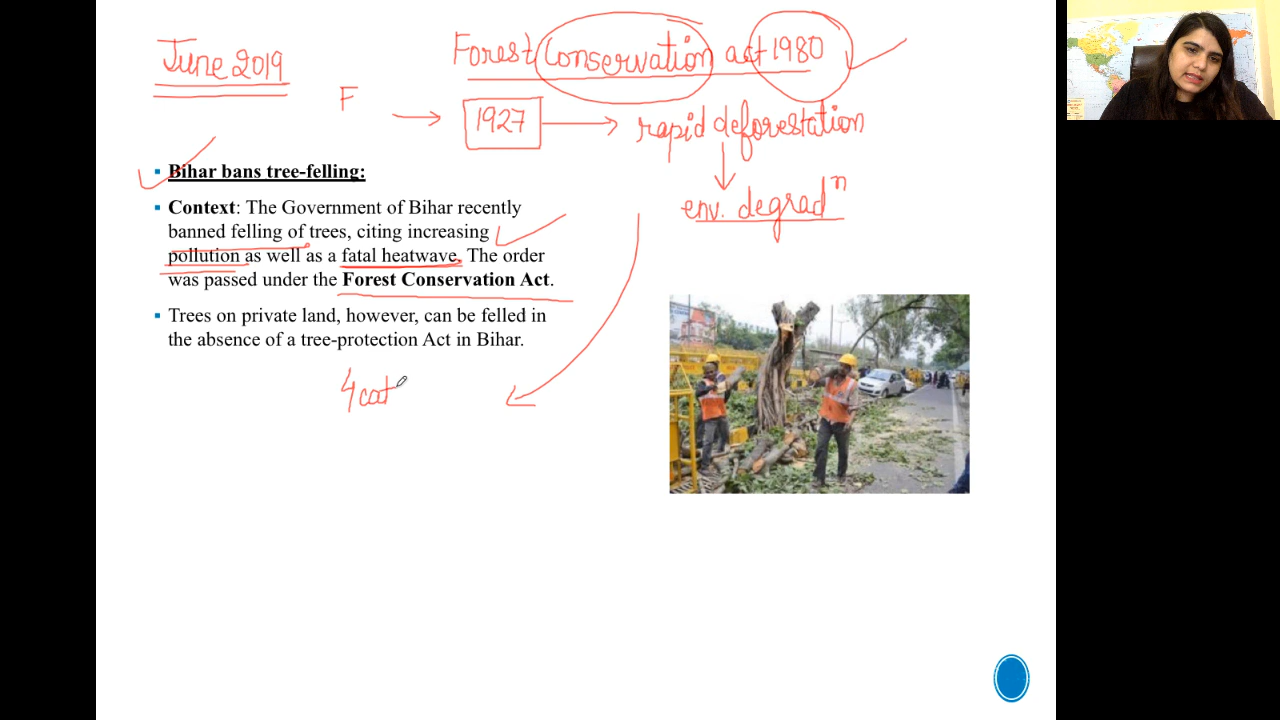 June 2019
Forest Conservation act 1980
F
1927
rapid deforestation
env. degradn
Bihar bans tree-felling:
Context: The Government of Bihar recently
banned felling of trees, citing increasing
pollution as well as a fatal heatwave. The order
was passed under the Forest Conservation Act.
Trees on private land, however, can be felled in
the absence of a tree-protection Act in Bihar.
4 cat